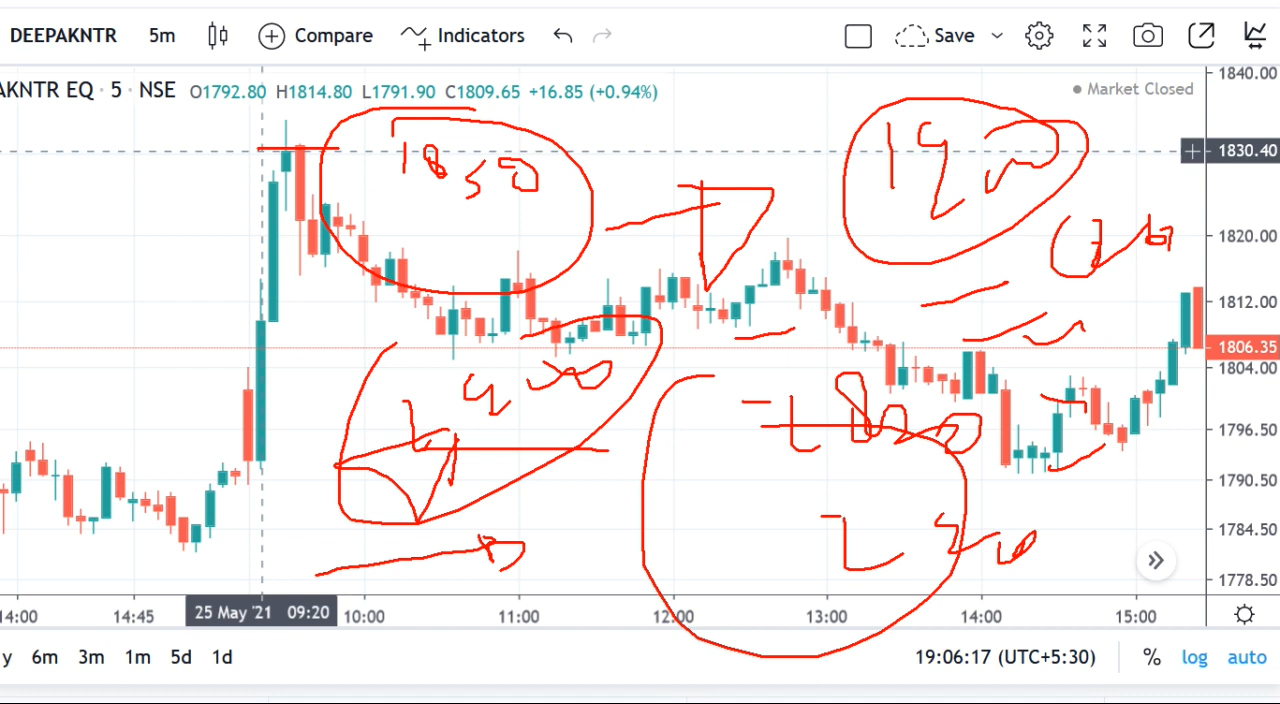 DEEPAKNTR 5m Compare Indicators Save
AKNTR EQ · 5 · NSE O1792.80 H1814.80 L1791.90 C1809.65 +16.85 (+0.94%)
Market Closed
1840.00
1830.40
1820.00
1812.00
1806.35
1804.00
1796.50
1790.50
1784.50
1778.50
1850
14:00 14:45 25 May '21 09:20 10:00 11:00 12:00 13:00 14:00 15:00
y 6m 3m 1m 5d 1d 19:06:17 (UTC+5:30) % log auto